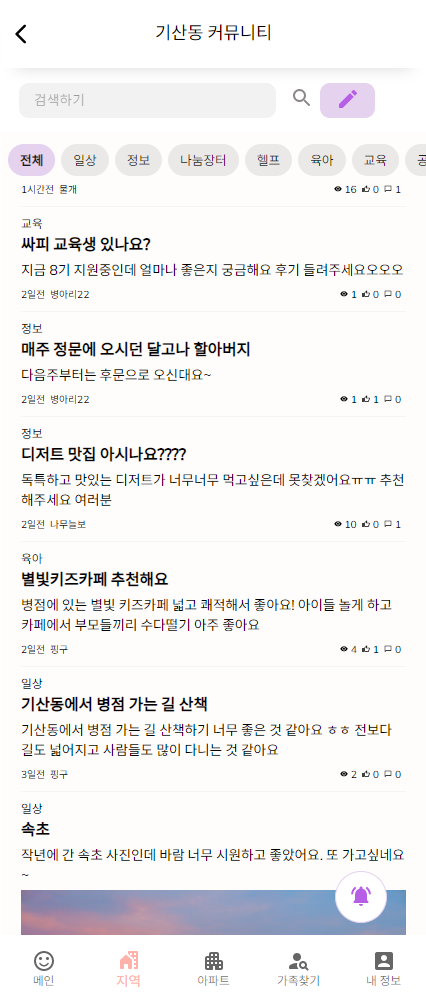 기산동 커뮤니티
검색하기
전체 일상 정보 나눔장터 헬프 육아 교육
1시간전 물개 16 0 1
교육
싸피 교육생 있나요?
지금 8기 지원중인데 얼마나 좋은지 궁금해요 후기 들려주세요오오오
2일전 병아리22 1 0 0
정보
매주 정문에 오시던 달고나 할아버지
다음주부터는 후문으로 오신대요~
2일전 병아리22 1 1 0
정보
디저트 맛집 아시나요????
독특하고 맛있는 디저트가 너무너무 먹고싶은데 못찾겠어요ㅠㅠ 추천
해주세요 여러분
2일전 나무늘보 10 0 1
육아
별빛키즈카페 추천해요
병점에 있는 별빛 키즈카페 넓고 쾌적해서 좋아요! 아이들 놀게 하고
카페에서 부모들끼리 수다떨기 아주 좋아요
2일전 핑구 4 1 0
일상
기산동에서 병점 가는 길 산책
기산동에서 병점 가는 길 산책하기 너무 좋은 것 같아요 ㅎㅎ 전보다
길도 넓어지고 사람들도 많이 다니는 것 같아요
3일전 핑구 2 0 0
일상
속초
작년에 간 속초 사진인데 바람 너무 시원하고 좋았어요. 또 가고싶네요
~
메인 지역 아파트 가족찾기 내 정보